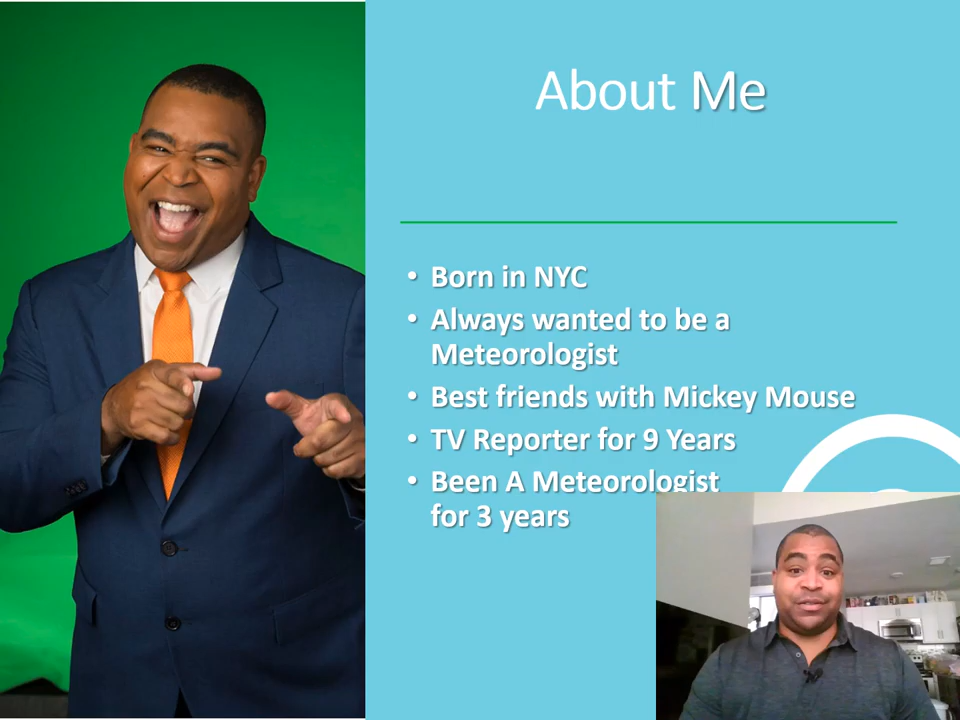 About Me
• Born in NYC
• Always wanted to be a
Meteorologist
• Best friends with Mickey Mouse
• TV Reporter for 9 Years
• Been A Meteorologist
for 3 years